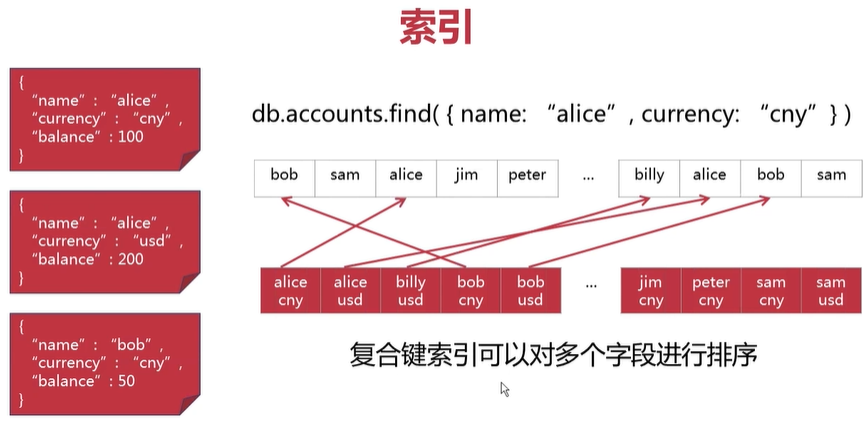 索引
{
“name”: “alice”,
“currency”: “cny”,
“balance”: 100
}
{
“name”: “alice”,
“currency”: “usd”,
“balance”: 200
}
{
“name”: “bob”,
“currency”: “cny”,
“balance”: 50
}
db.accounts.find( { name: “alice”, currency: “cny” } )
bob sam alice jim peter ... billy alice bob sam
alice alice billy bob bob ... jim peter sam sam
cny usd usd cny usd cny cny cny usd
复合键索引可以对多个字段进行排序